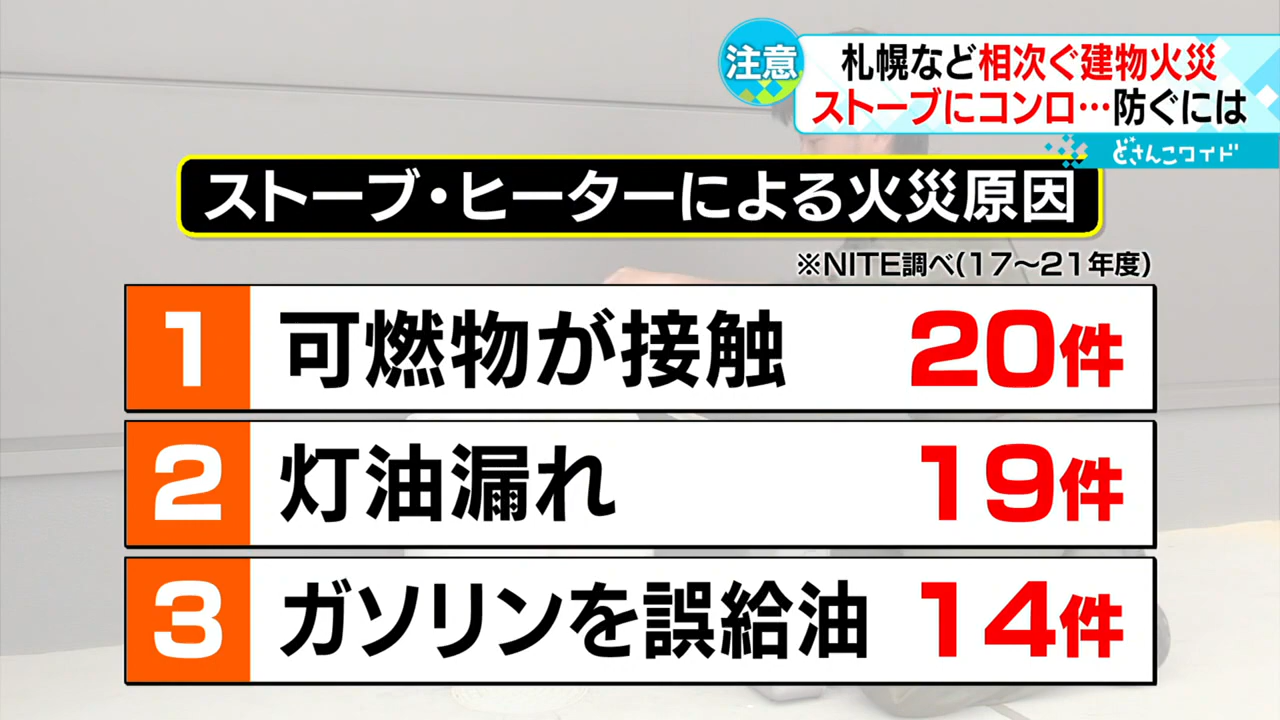 注意
札幌など相次ぐ建物火災
ストーブにコンロ…防ぐには
どさんこワイド
ストーブ・ヒーターによる火災原因
※NITE調べ(17〜21年度)
1 可燃物が接触 20件
2 灯油漏れ 19件
3 ガソリンを誤給油 14件